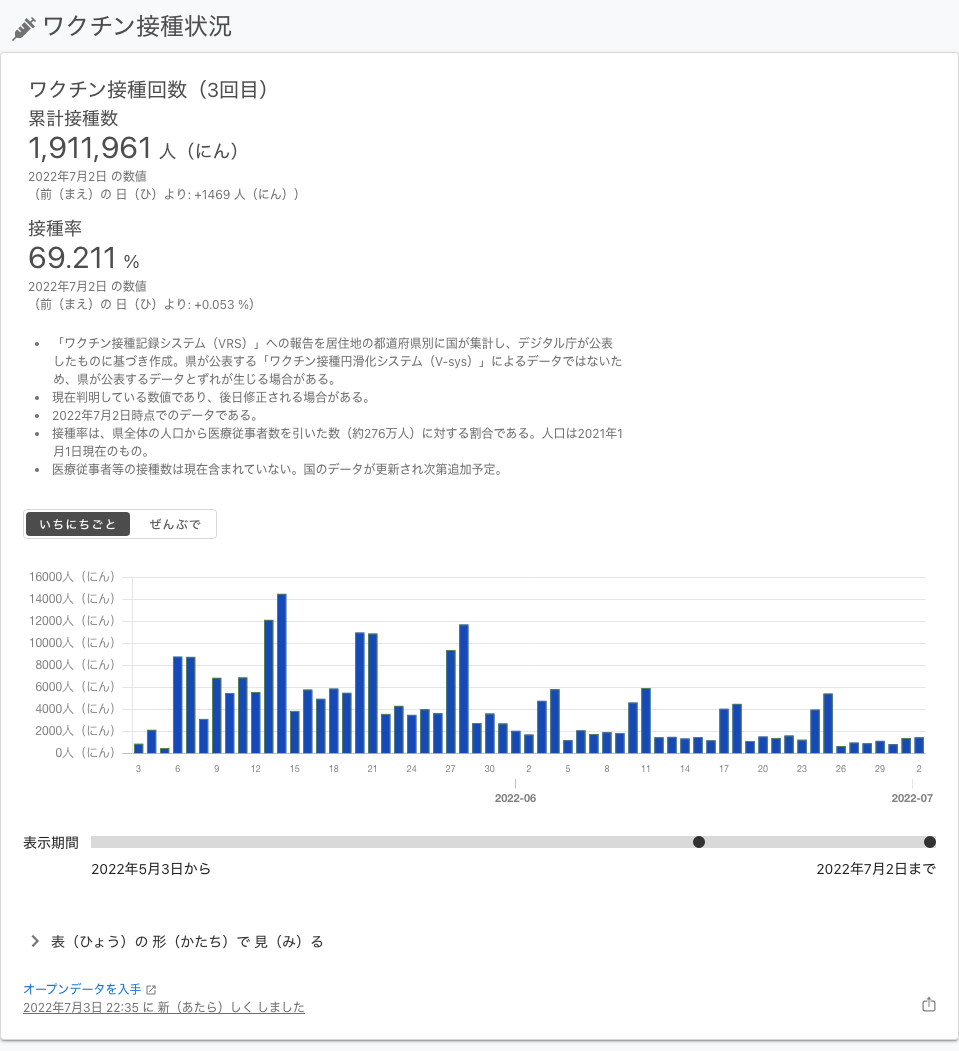 ワクチン接種状況
ワクチン接種回数（3回目）
累計接種数
1,911,961 人（にん）
2022年7月2日 の数値
（前（まえ）の 日（ひ）より: +1469 人（にん））
接種率
69.211 %
2022年7月2日 の数値
（前（まえ）の 日（ひ）より: +0.053 %）
• 「ワクチン接種記録システム（VRS）」への報告を居住地の都道府県別に国が集計し、デジタル庁が公表
したものに基づき作成。県が公表する「ワクチン接種円滑化システム（V-sys）」によるデータではないた
め、県が公表するデータとずれが生じる場合がある。
• 現在判明している数値であり、後日修正される場合がある。
• 2022年7月2日時点でのデータである。
• 接種率は、県全体の人口から医療従事者数を引いた数（約276万人）に対する割合である。人口は2021年1
月1日現在のもの。
• 医療従事者等の接種数は現在含まれていない。国のデータが更新され次第追加予定。
いちにちごと ぜんぶで
16000人（にん）
14000人（にん）
12000人（にん）
10000人（にん）
8000人（にん）
6000人（にん）
4000人（にん）
2000人（にん）
0人（にん）
3 6 9 12 15 18 21 24 27 30 2 5 8 11 14 17 20 23 26 29 2
2022-06 2022-07
表示期間
2022年5月3日から 2022年7月2日まで
表（ひょう）の 形（かたち）で 見（み）る
オープンデータを入手
2022年7月3日 22:35 に 新（あたら）しく しました